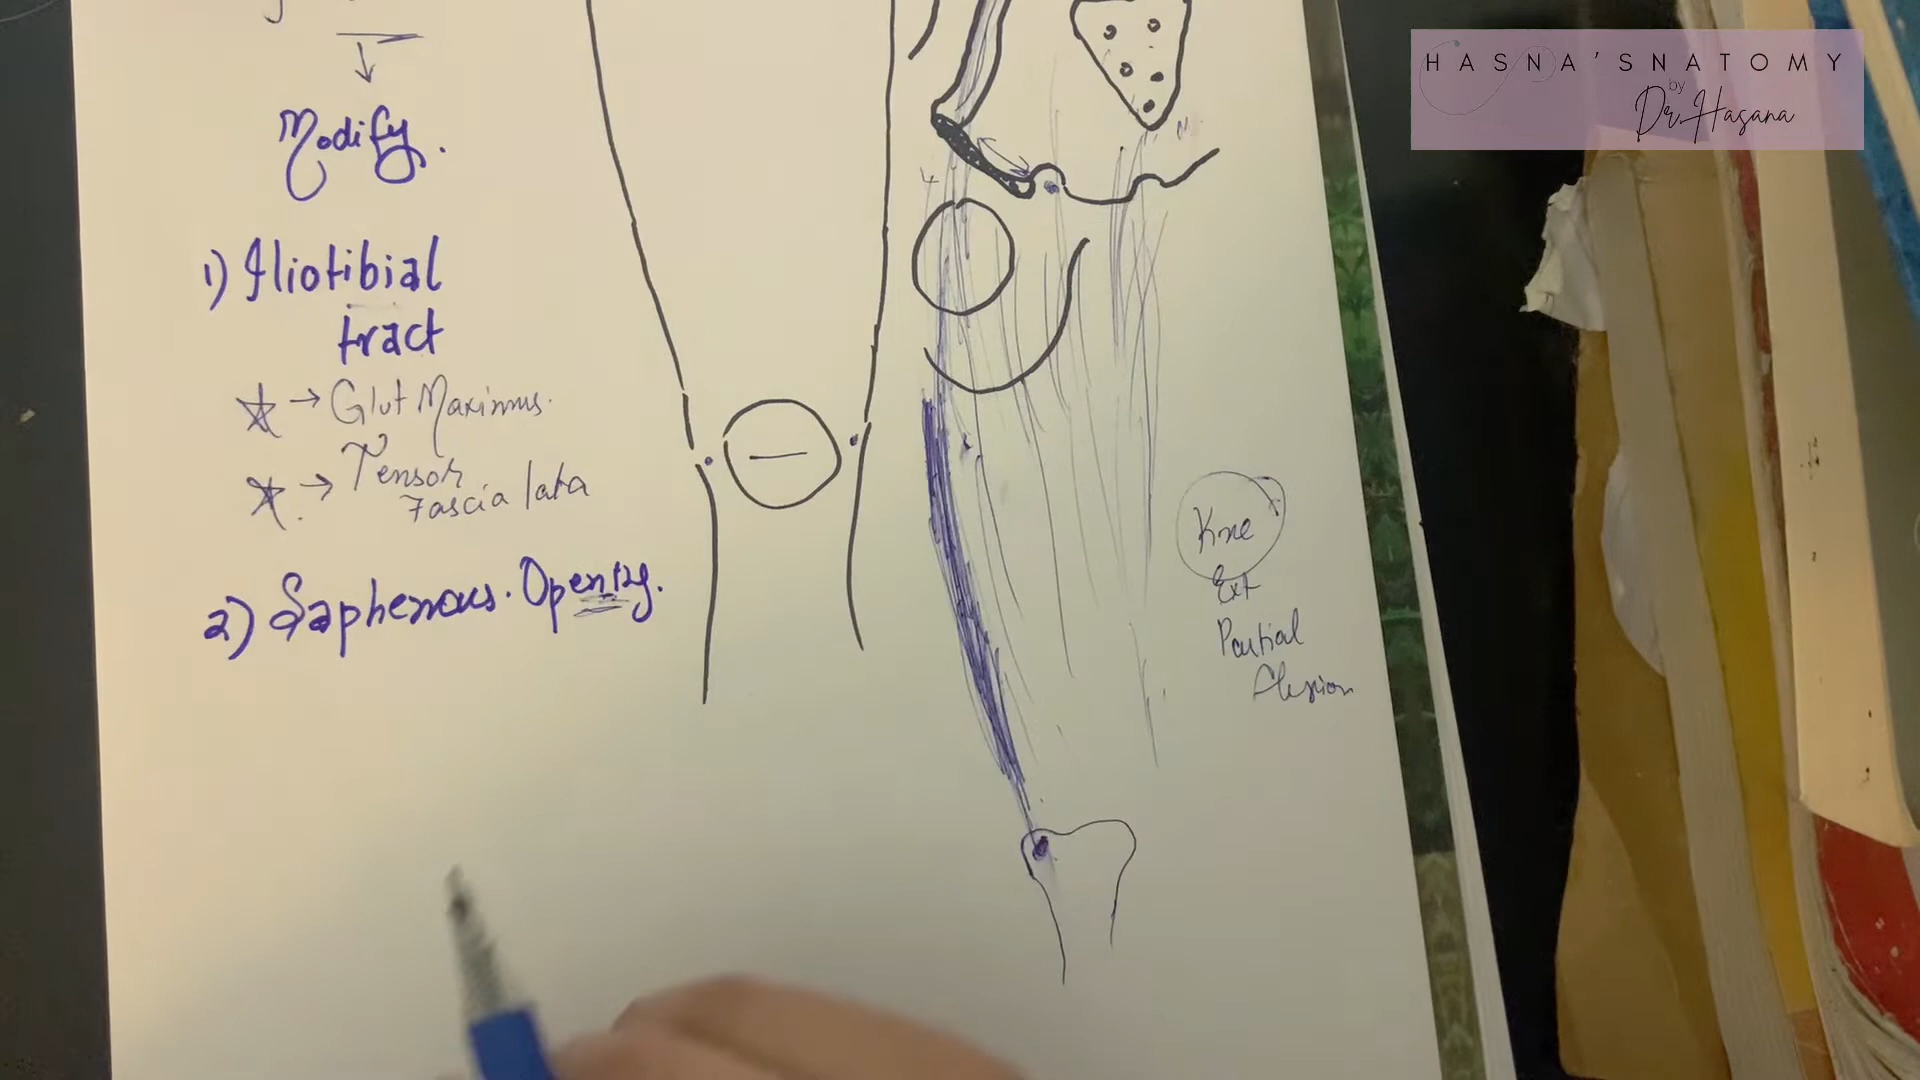 Modify.
1) Iliotibial
tract
→ Glut Maximus.
→ Tensor
Fascia lata
2) Saphenous. Opening.
Knee
Ext
Partial
flexion
HASNA'SNATOMY
by
Dr.Hasana